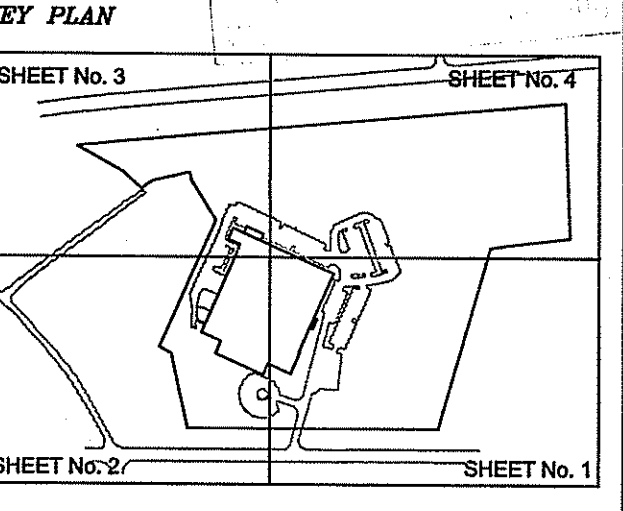 EY PLAN
SHEET No. 3
SHEET No. 4
SHEET No. 2
SHEET No. 1